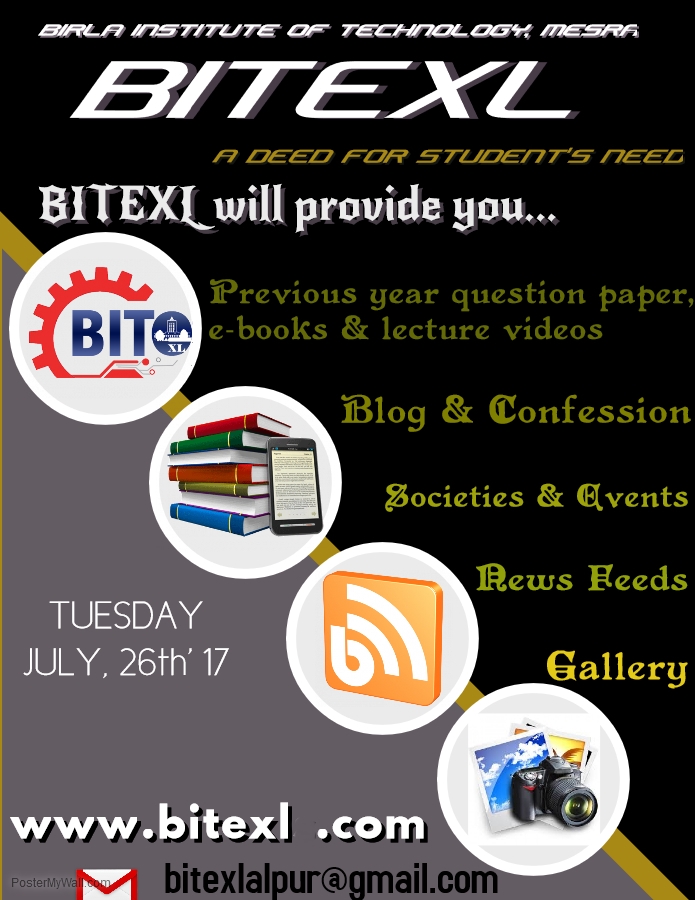 BIRLA INSTITUTE OF TECHNOLOGY, MESRA
BITEXL
A DEED FOR STUDENT'S NEED
BITEXL will provide you...
BIT
XL
Previous year question paper,
e-books & lecture videos
Blog & Confession
Societies & Events
News Feeds
Gallery
TUESDAY
JULY, 26th' 17
www.bitexl .com
PosterMyWall.com
bitexlalpur@gmail.com